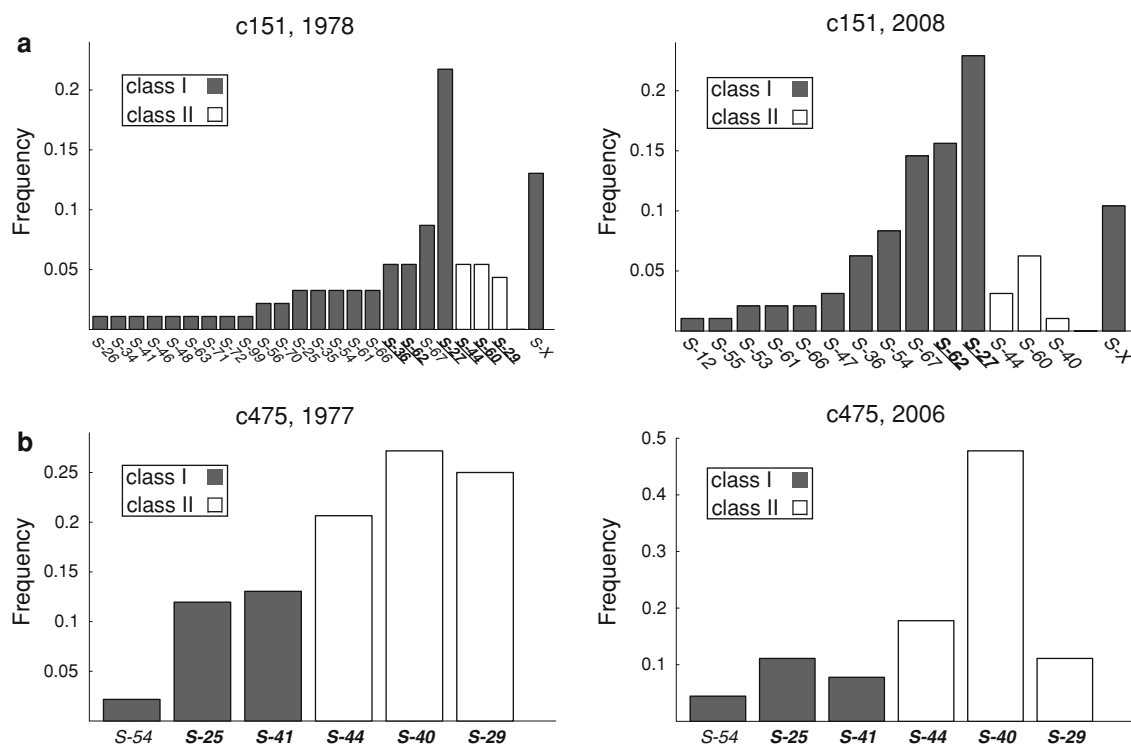 a
c151, 1978
Frequency
0.2
0.15
0.1
0.05
class I
class II
S-26 S-34 S-41 S-46 S-48 S-63 S-71 S-72 S-99 S-56 S-70 S-25 S-35 S-54 S-61 S-66 S-36 S-62 S-67 S-27 S-44 S-60 S-29 S-X
c151, 2008
Frequency
0.2
0.15
0.1
0.05
class I
class II
S-12 S-55 S-53 S-61 S-66 S-47 S-36 S-54 S-67 S-62 S-27 S-44 S-60 S-40 S-X
b
c475, 1977
Frequency
0.25
0.2
0.15
0.1
0.05
class I
class II
S-54 S-25 S-41 S-44 S-40 S-29
c475, 2006
Frequency
0.5
0.4
0.3
0.2
0.1
class I
class II
S-54 S-25 S-41 S-44 S-40 S-29